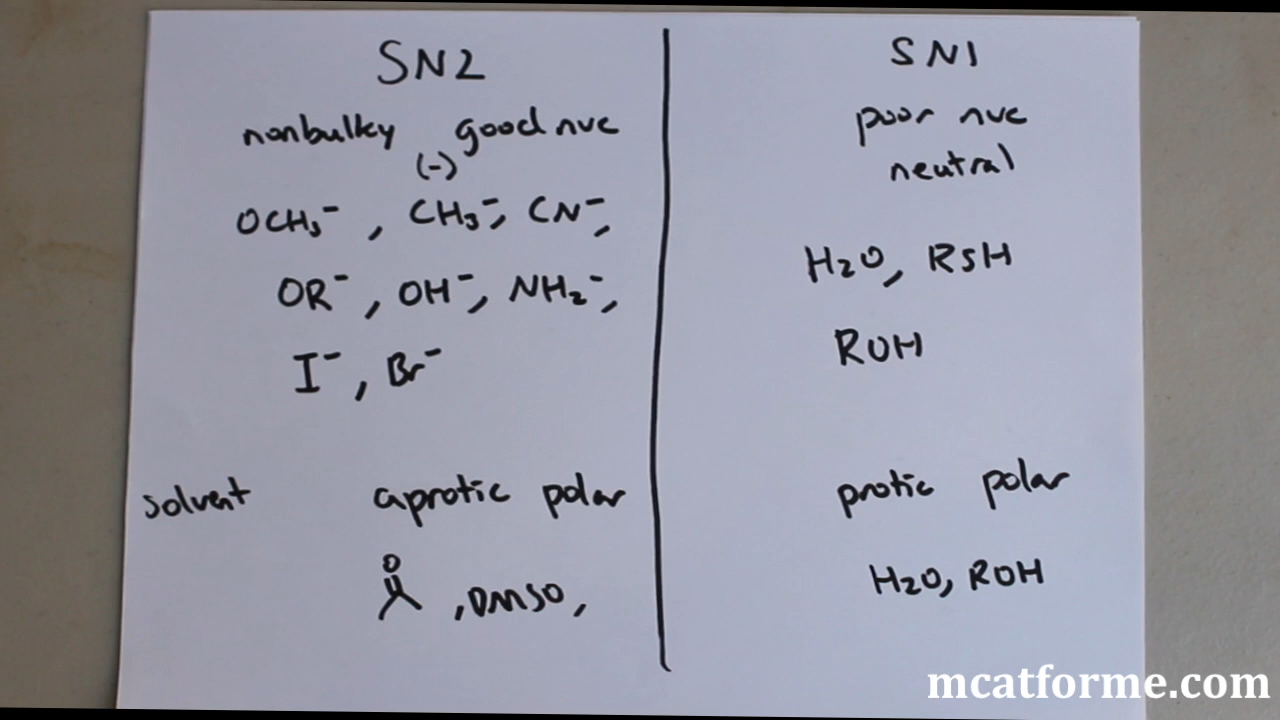 SN2
nonbulky good nuc
(-)
OCH₃⁻, CH₃⁻, CN⁻,
OR⁻, OH⁻, NH₂⁻,
I⁻, Br⁻
solvent aprotic polar
O
, DMSO,
SN1
poor nuc
neutral
H₂O, RSH
ROH
protic polar
H₂O, ROH
mcatforme.com